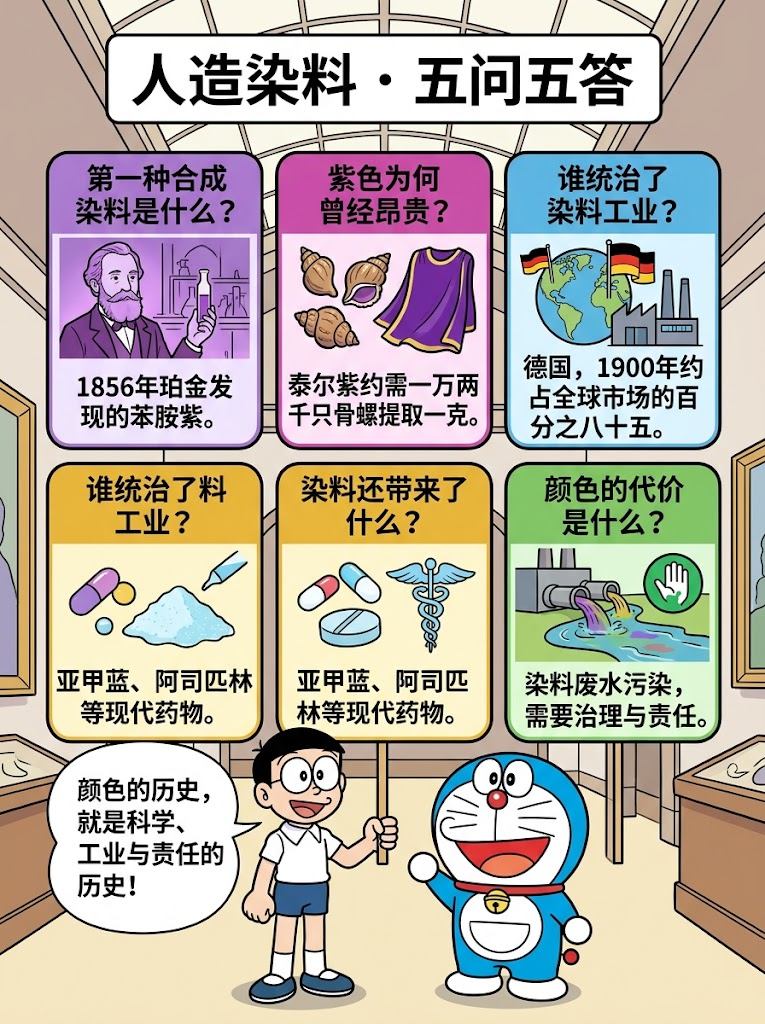 人造染料·五问五答
第一种合成
染料是什么？
1856年珀金发
现的苯胺紫。
紫色为何
曾经昂贵？
泰尔紫约需一万两
千只骨螺提取一克。
谁统治了
染料工业？
德国，1900年约
占全球市场的百
分之八十五。
谁统治了料
工业？
亚甲蓝、阿司匹林
等现代药物。
染料还带来了
什么？
亚甲蓝、阿司匹
林等现代药物。
颜色的代价
是什么？
染料废水污染，
需要治理与责任。
颜色的历史，
就是科学、
工业与责任的
历史！